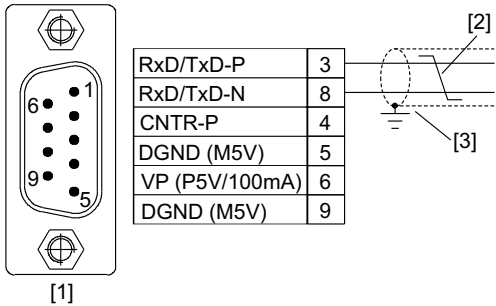 [2]
RxD/TxD-P 3
RxD/TxD-N 8
CNTR-P 4
DGND (M5V) 5
VP (P5V/100mA) 6
DGND (M5V) 9
6
1
9
5
[3]
[1]